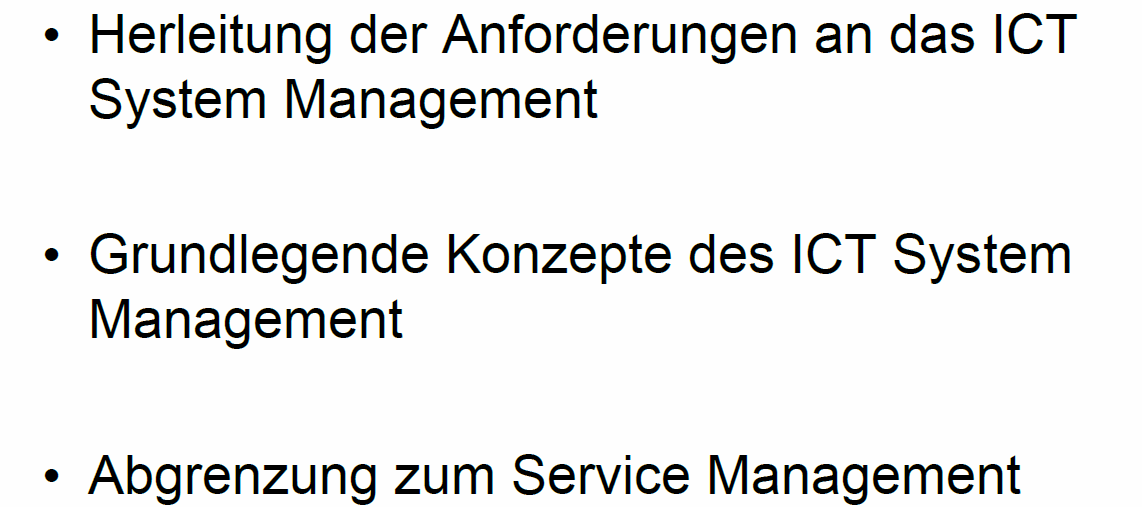 • Herleitung der Anforderungen an das ICT
System Management
• Grundlegende Konzepte des ICT System
Management
• Abgrenzung zum Service Management